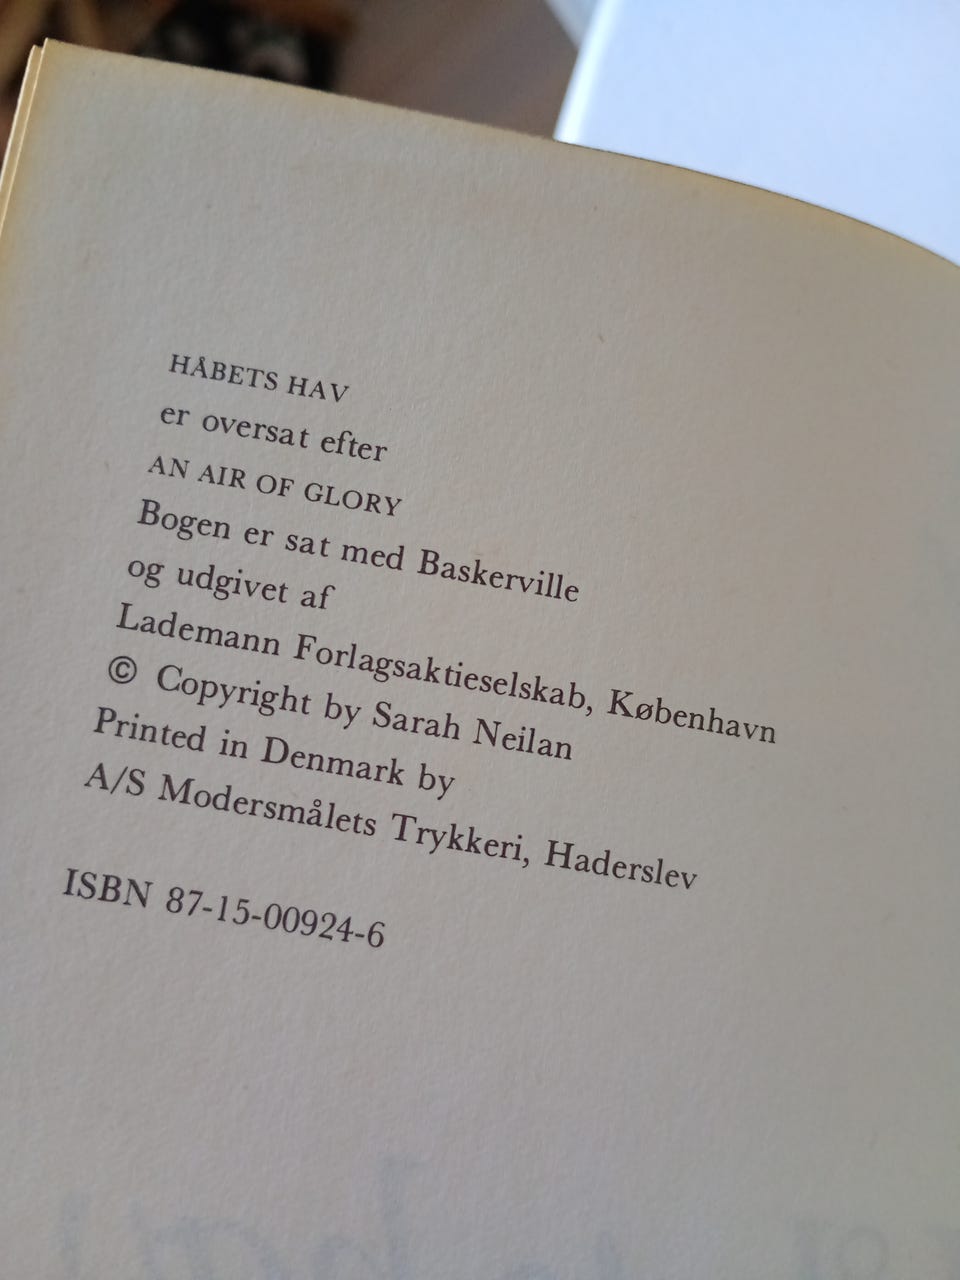 HÅBETS HAV
er oversat efter
AN AIR OF GLORY
Bogen er sat med Baskerville
og udgivet af
Lademann Forlagsaktieselskab, København
© Copyright by Sarah Neilan
Printed in Denmark by
A/S Modersmålets Trykkeri, Haderslev
ISBN 87-15-00924-6